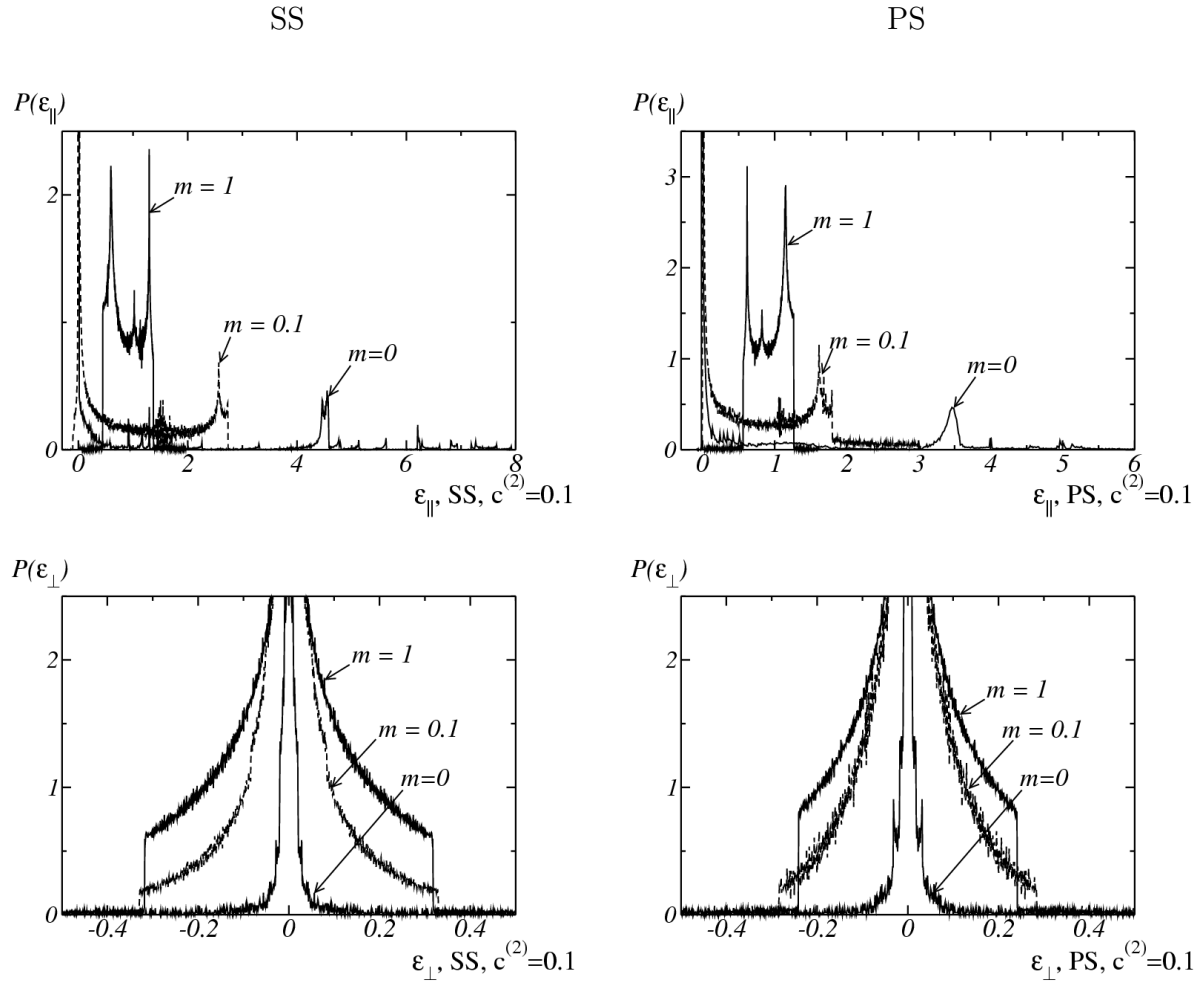 SS
PS
P(ε∥)
2
1
0
m = 1
m = 0.1
m=0
0 2 4 6 8
ε∥, SS, c(2)=0.1
P(ε∥)
3
2
1
0
m = 1
m = 0.1
m=0
0 1 2 3 4 5 6
ε∥, PS, c(2)=0.1
P(ε⊥)
2
1
0
m = 1
m = 0.1
m=0
-0.4 -0.2 0 0.2 0.4
ε⊥, SS, c(2)=0.1
P(ε⊥)
2
1
0
m = 1
m = 0.1
m=0
-0.4 -0.2 0 0.2 0.4
ε⊥, PS, c(2)=0.1